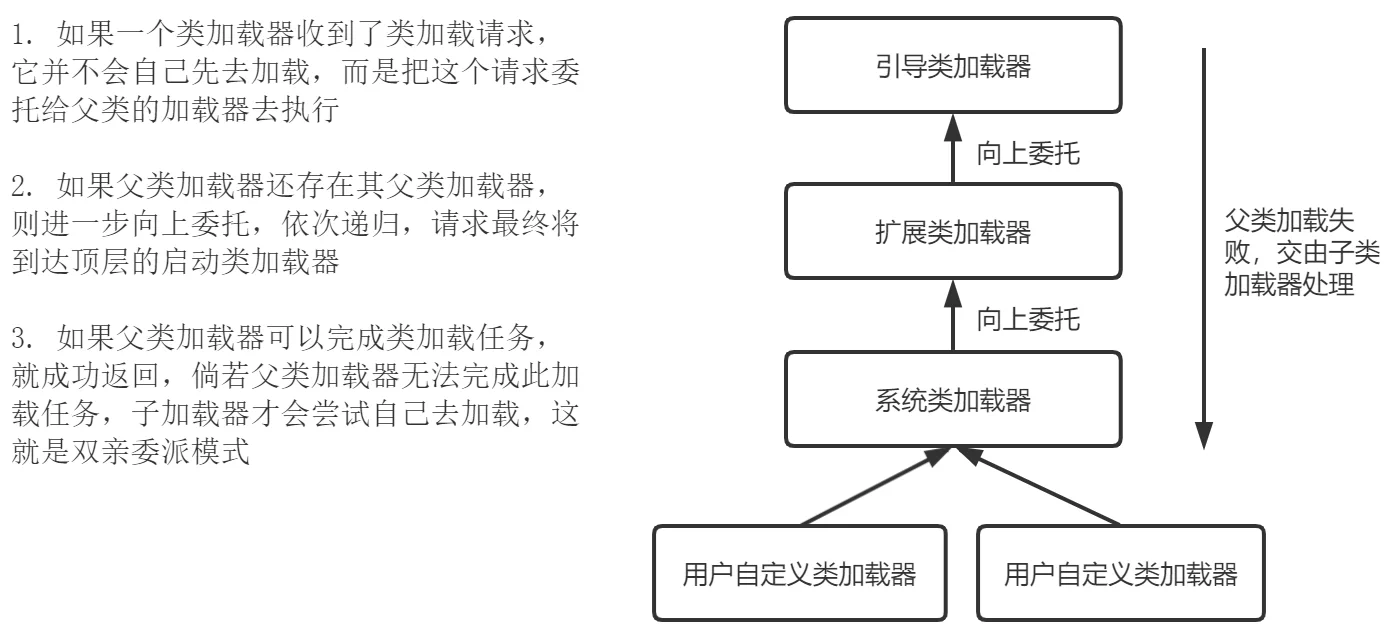 1. 如果一个类加载器收到了类加载请求，
它并不会自己先去加载，而是把这个请求委
托给父类的加载器去执行
2. 如果父类加载器还存在其父类加载器，
则进一步向上委托，依次递归，请求最终将
到达顶层的启动类加载器
3. 如果父类加载器可以完成类加载任务，
就成功返回，倘若父类加载器无法完成此加
载任务，子加载器才会尝试自己去加载，这
就是双亲委派模式
引导类加载器
向上委托
扩展类加载器
向上委托
系统类加载器
用户自定义类加载器
用户自定义类加载器
父类加载失
败，交由子类
加载器处理